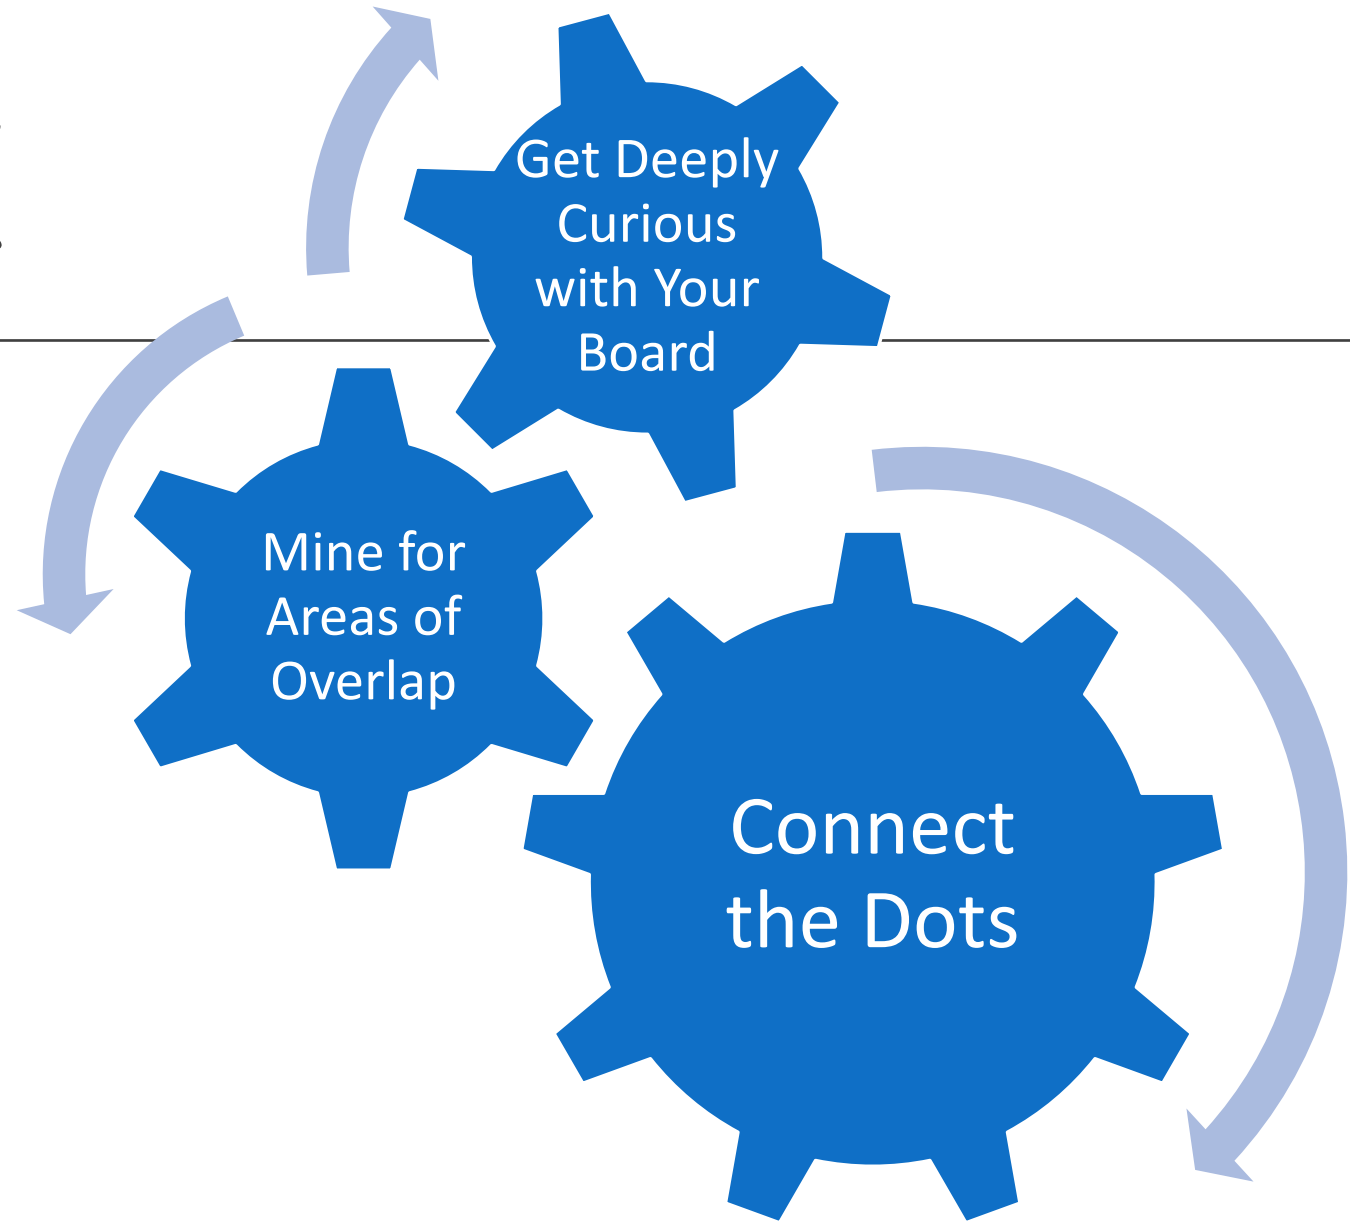 Get Deeply
Curious
with Your
Board
Mine for
Areas of
Overlap
Connect
the Dots